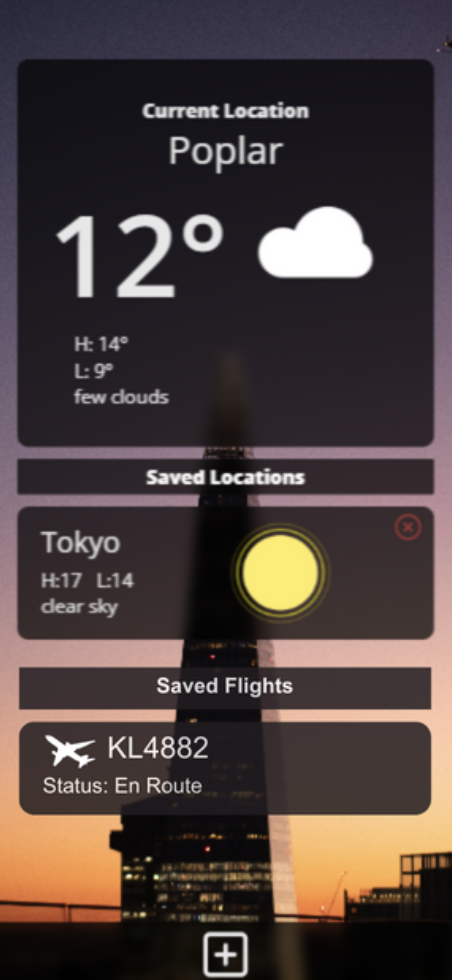 Current Location
Poplar
12°
H: 14°
L: 9°
few clouds
Saved Locations
Tokyo
H:17 L:14
clear sky
Saved Flights
KL4882
Status: En Route